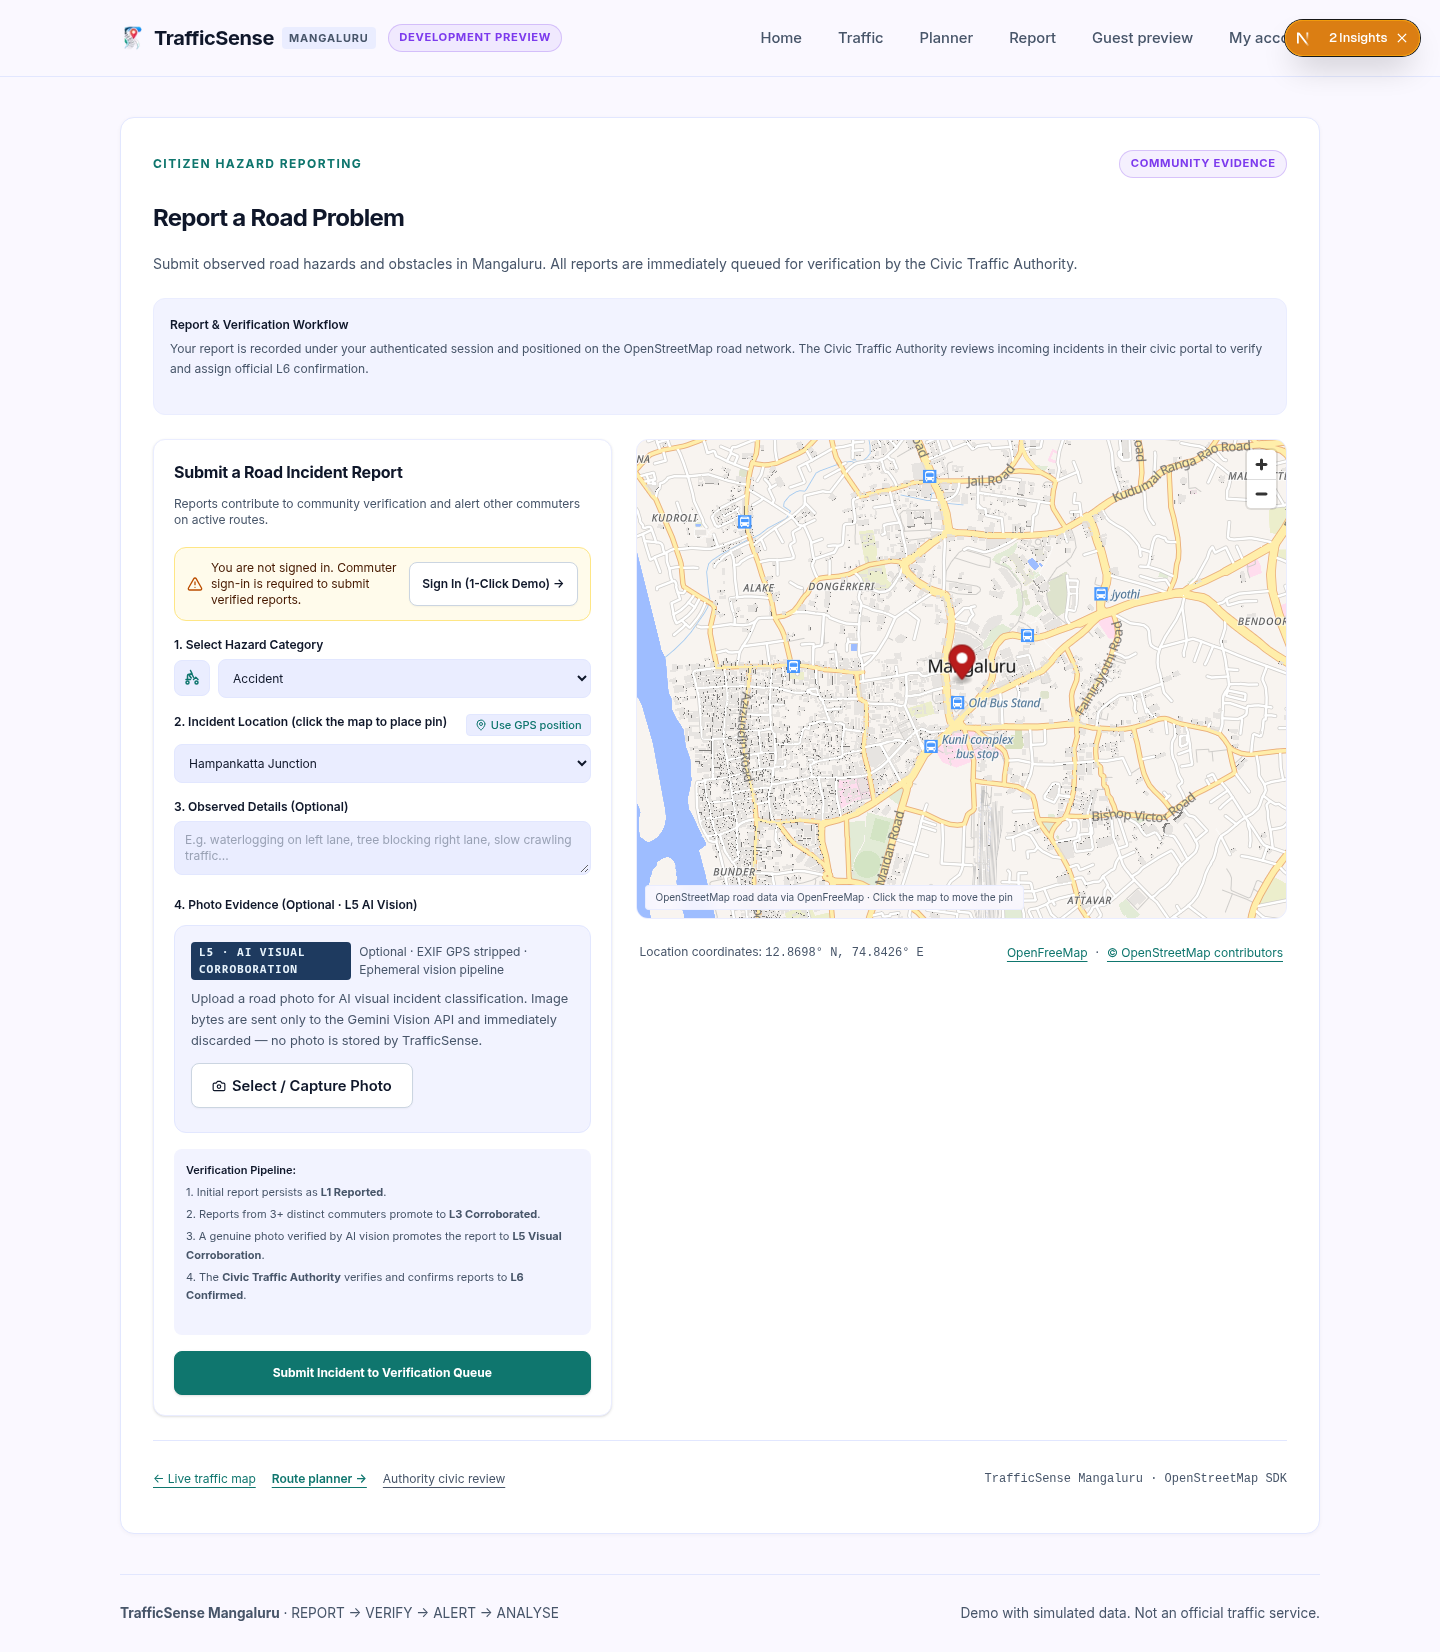 TrafficSense MANGALURU DEVELOPMENT PREVIEW
Home Traffic Planner Report Guest preview My
2 Insights
CITIZEN HAZARD REPORTING
COMMUNITY EVIDENCE
Report a Road Problem
Submit observed road hazards and obstacles in Mangaluru. All reports are immediately queued for verification by the Civic Traffic Authority.
Report & Verification Workflow
Your report is recorded under your authenticated session and positioned on the OpenStreetMap road network. The Civic Traffic Authority reviews incoming incidents in their civic portal to verify
and assign official L6 confirmation.
Submit a Road Incident Report
Reports contribute to community verification and alert other commuters
on active routes.
You are not signed in. Commuter
sign-in is required to submit
verified reports.
Sign In (1-Click Demo) →
1. Select Hazard Category
Accident
2. Incident Location (click the map to place pin)
Use GPS position
Hampankatta Junction
3. Observed Details (Optional)
E.g. waterlogging on left lane, tree blocking right lane, slow crawling
traffic...
4. Photo Evidence (Optional · L5 AI Vision)
L5 · AI VISUAL
CORROBORATION
Optional · EXIF GPS stripped ·
Ephemeral vision pipeline
Upload a road photo for AI visual incident classification. Image
bytes are sent only to the Gemini Vision API and immediately
discarded — no photo is stored by TrafficSense.
Select / Capture Photo
Verification Pipeline:
1. Initial report persists as L1 Reported.
2. Reports from 3+ distinct commuters promote to L3 Corroborated.
3. A genuine photo verified by AI vision promotes the report to L5 Visual
Corroboration.
4. The Civic Traffic Authority verifies and confirms reports to L6
Confirmed.
Submit Incident to Verification Queue
Jail Road
Kudumal Ranga Rao Road
KUDROLI
ALAKE
DONGERKERI
Jyothi
BENDOOR
Falnir-Jyothi Road
Azizuddin Road
Old Bus Stand
Kunil complex
bus stop
Bishop Victor Road
Maidan Road
BUNDER
ATTAVAR
OpenStreetMap road data via OpenFreeMap · Click the map to move the pin
Location coordinates: 12.8698° N, 74.8426° E
OpenFreeMap · © OpenStreetMap contributors
← Live traffic map Route planner → Authority civic review
TrafficSense Mangaluru · OpenStreetMap SDK
TrafficSense Mangaluru · REPORT → VERIFY → ALERT → ANALYSE
Demo with simulated data. Not an official traffic service.